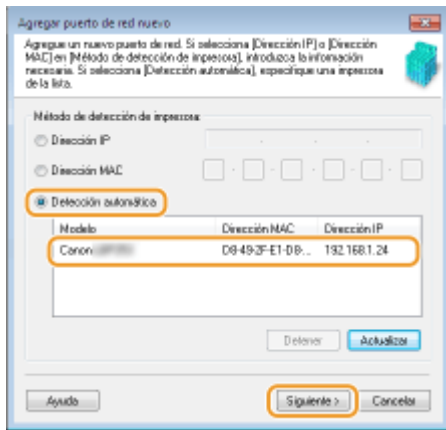 Agregar puerto de red nuevo
Agregue un nuevo puerto de red. Si selecciona [Dirección IP] o [Dirección
MAC] en [Método de detección de impresora], introduzca la información
necesaria. Si selecciona [Detección automática], especifique una impresora
de la lista.
Método de detección de impresora:
Dirección IP
Dirección MAC
Detección automática
Modelo Dirección MAC Dirección IP
Canon D8-49-2F-E1-D8-... 192.168.1.24
Detener Actualizar
Ayuda Siguiente > Cancelar